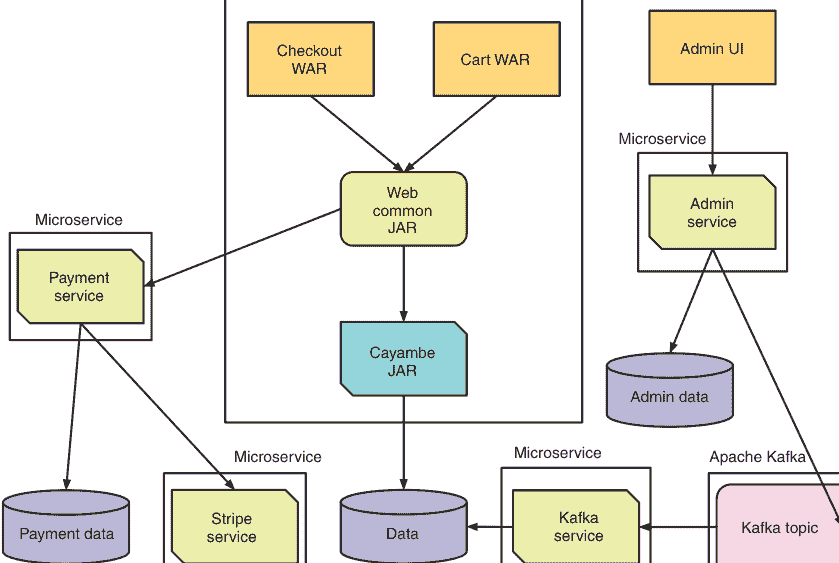 Checkout
WAR
Cart WAR
Admin UI
Microservice
Web
common
JAR
Admin
service
Microservice
Payment
service
Cayambe
JAR
Admin data
Microservice
Microservice
Apache Kafka
Payment data
Stripe
service
Data
Kafka
service
Kafka topic